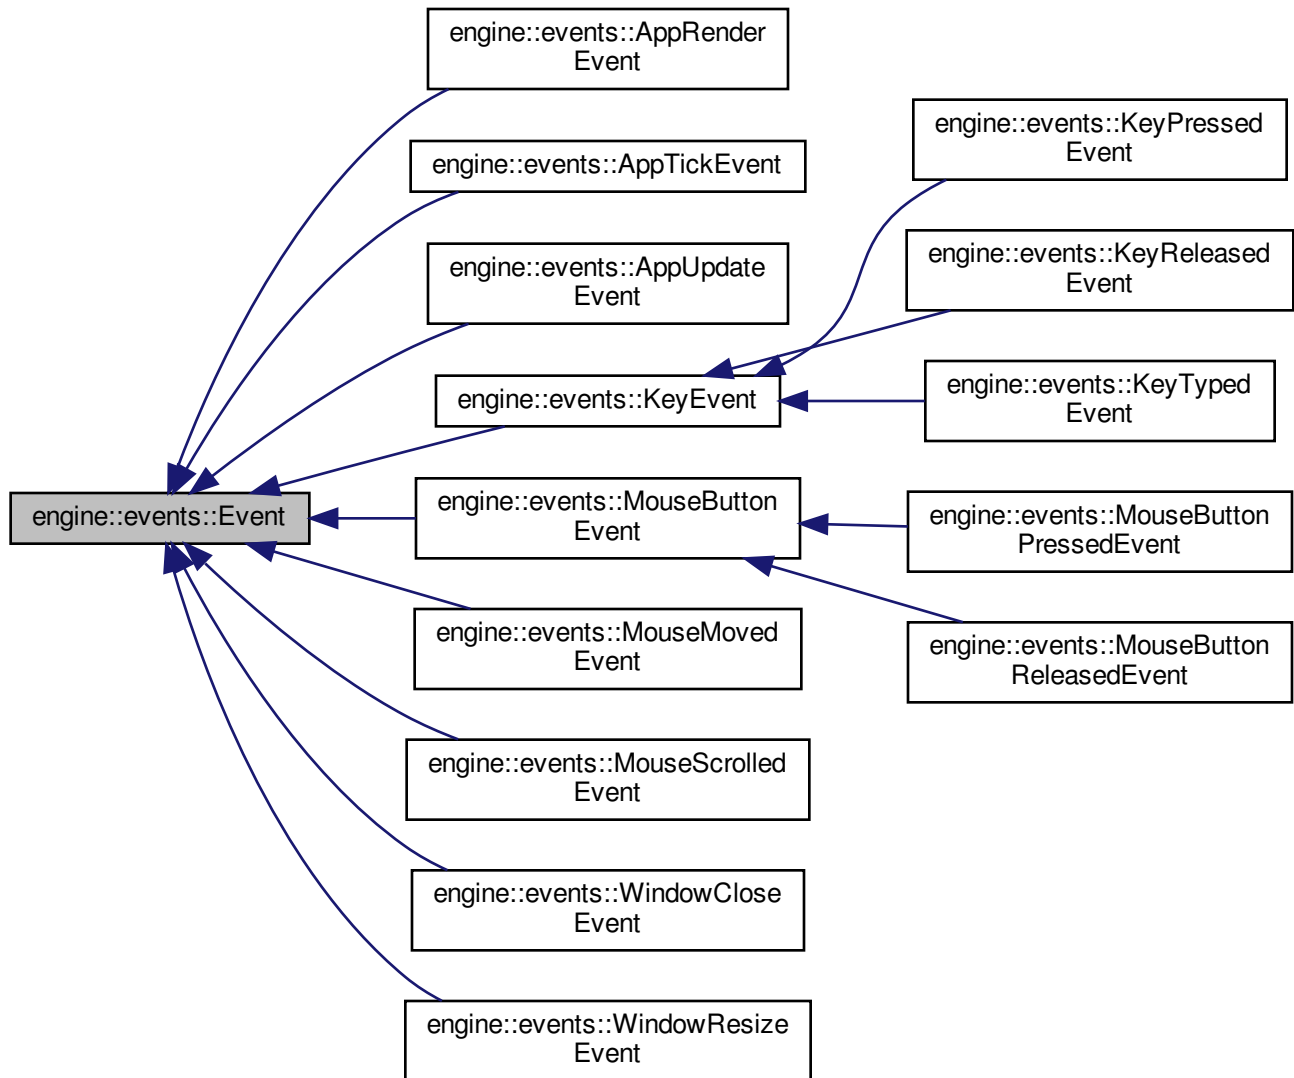 engine::events::AppRender
Event
engine::events::AppTickEvent
engine::events::AppUpdate
Event
engine::events::KeyEvent
engine::events::KeyPressed
Event
engine::events::KeyReleased
Event
engine::events::KeyTyped
Event
engine::events::Event
engine::events::MouseButton
Event
engine::events::MouseButton
PressedEvent
engine::events::MouseButton
ReleasedEvent
engine::events::MouseMoved
Event
engine::events::MouseScrolled
Event
engine::events::WindowClose
Event
engine::events::WindowResize
Event